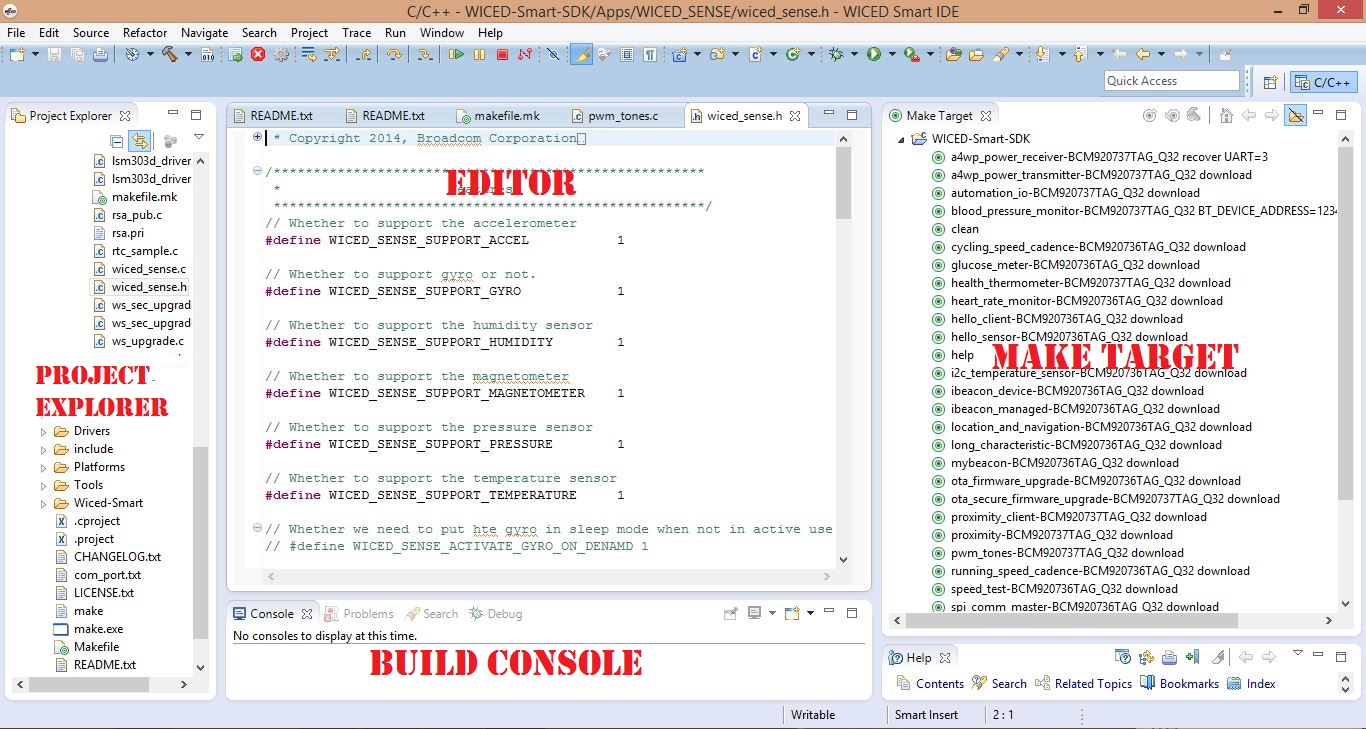 C/C++ - WICED-Smart-SDK/Apps/WICED_SENSE/wiced_sense.h - WICED Smart IDE
File Edit Source Refactor Navigate Search Project Trace Run Window Help
Quick Access
C/C++
Project Explorer
lsm303d_driver
lsm303d_driver
makefile.mk
rsa_pub.c
rsa.pri
rtc_sample.c
wiced_sense.c
wiced_sense.h
ws_sec_upgrad
ws_sec_upgrad
ws_upgrade.c
PROJECT
EXPLORER
Drivers
include
Platforms
Tools
Wiced-Smart
.cproject
.project
CHANGELOG.txt
com_port.txt
LICENSE.txt
make
make.exe
Makefile
README.txt
README.txt README.txt makefile.mk pwm_tones.c wiced_sense.h
* Copyright 2014, Broadcom Corporation
/******************************************************
*
EDITOR
******************************************************/
// Whether to support the accelerometer
#define WICED_SENSE_SUPPORT_ACCEL 1
// Whether to support gyro or not.
#define WICED_SENSE_SUPPORT_GYRO 1
// Whether to support the humidity sensor
#define WICED_SENSE_SUPPORT_HUMIDITY 1
// Whether to support the magnetometer
#define WICED_SENSE_SUPPORT_MAGNETOMETER 1
// Whether to support the pressure sensor
#define WICED_SENSE_SUPPORT_PRESSURE 1
// Whether to support the temperature sensor
#define WICED_SENSE_SUPPORT_TEMPERATURE 1
// Whether we need to put hte gyro in sleep mode when not in active use
// #define WICED_SENSE_ACTIVATE_GYRO_ON_DENAMD 1
Console Problems Search Debug
No consoles to display at this time.
BUILD CONSOLE
Make Target
WICED-Smart-SDK
a4wp_power_receiver-BCM920737TAG_Q32 recover UART=3
a4wp_power_transmitter-BCM920737TAG_Q32 download
automation_io-BCM920737TAG_Q32 download
blood_pressure_monitor-BCM920737TAG_Q32 BT_DEVICE_ADDRESS=1234
clean
cycling_speed_cadence-BCM920736TAG_Q32 download
glucose_meter-BCM920736TAG_Q32 download
health_thermometer-BCM920737TAG_Q32 download
heart_rate_monitor-BCM920736TAG_Q32 download
hello_client-BCM920736TAG_Q32 download
hello_sensor-BCM920736TAG_Q32 download
help
MAKE TARGET
i2c_temperature_sensor-BCM920736TAG_Q32 download
ibeacon_device-BCM920736TAG_Q32 download
ibeacon_managed-BCM920736TAG_Q32 download
location_and_navigation-BCM920736TAG_Q32 download
long_characteristic-BCM920736TAG_Q32 download
mybeacon-BCM920736TAG_Q32 download
ota_firmware_upgrade-BCM920736TAG_Q32 download
ota_secure_firmware_upgrade-BCM920737TAG_Q32 download
proximity_client-BCM920736TAG_Q32 download
proximity-BCM920737TAG_Q32 download
pwm_tones-BCM920736TAG_Q32 download
running_speed_cadence-BCM920736TAG_Q32 download
speed_test-BCM920736TAG_Q32 download
spi_comm_master-BCM920736TAG_Q32 download
Help
Contents Search Related Topics Bookmarks Index
Writable Smart Insert 2 : 1